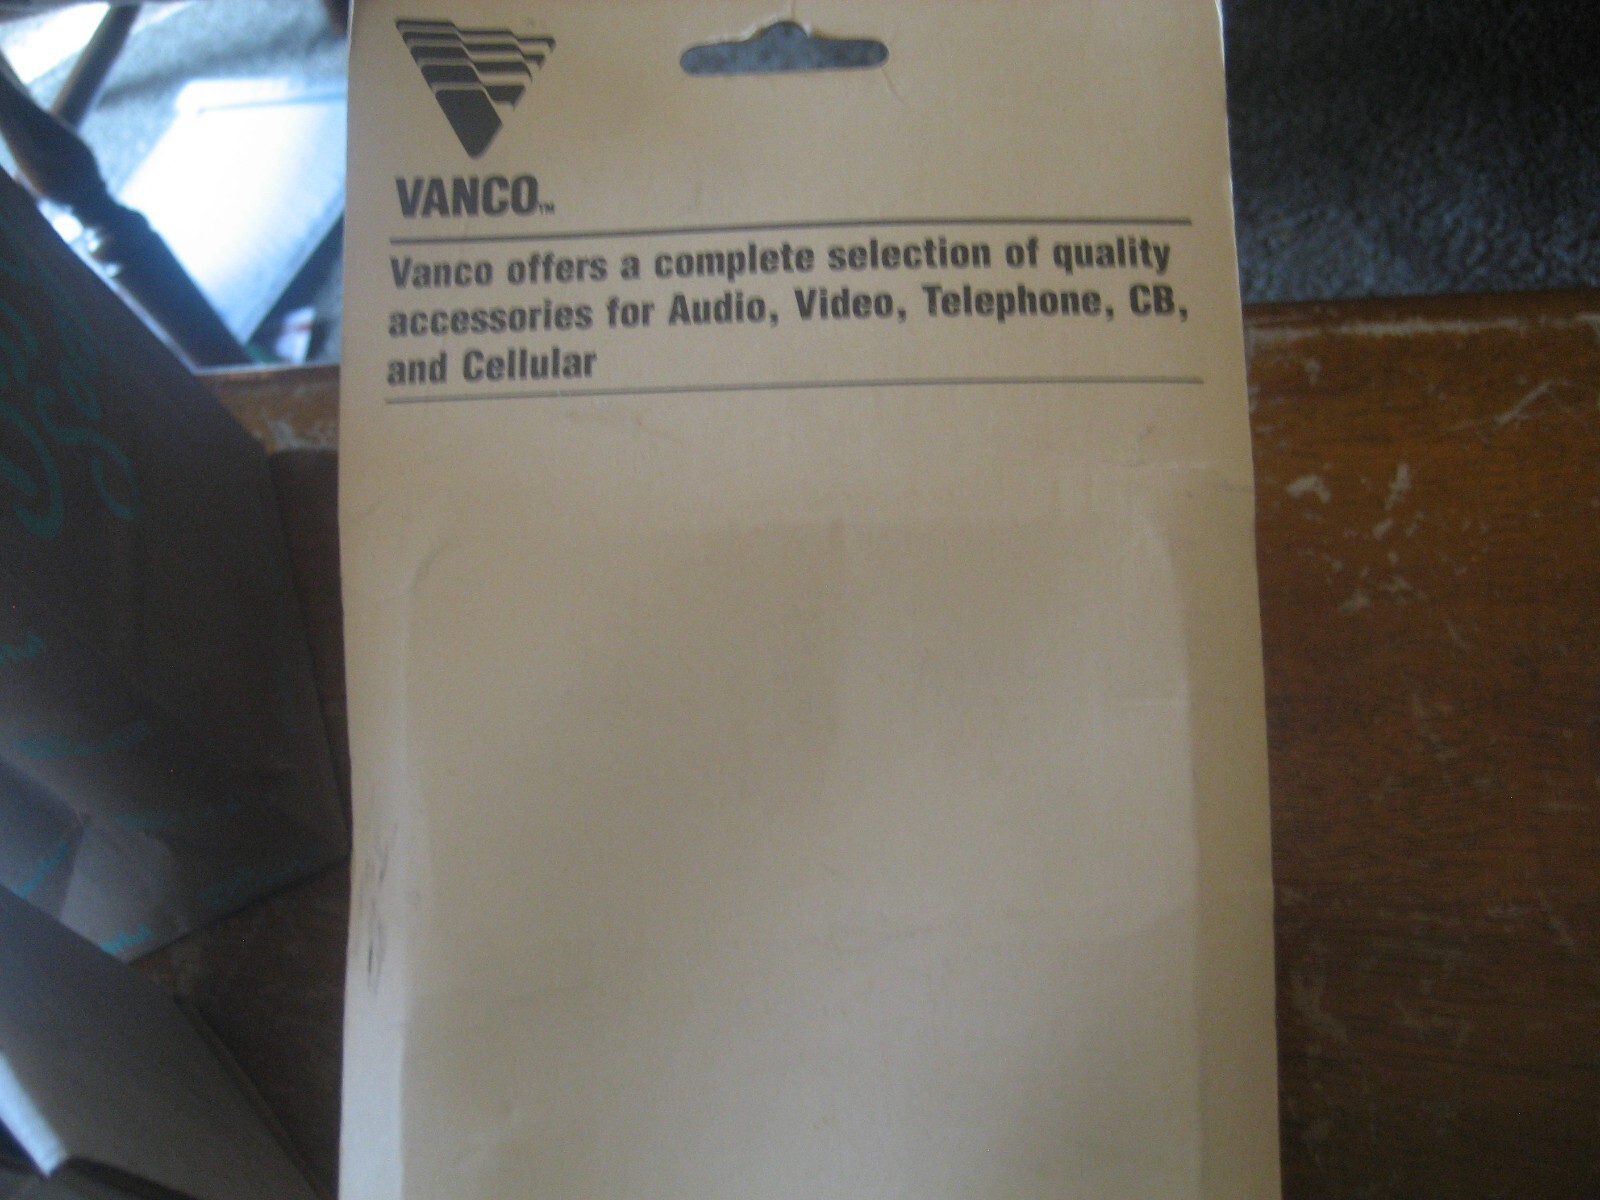 VANCO™
Vanco offers a complete selection of quality
accessories for Audio, Video, Telephone, CB,
and Cellular